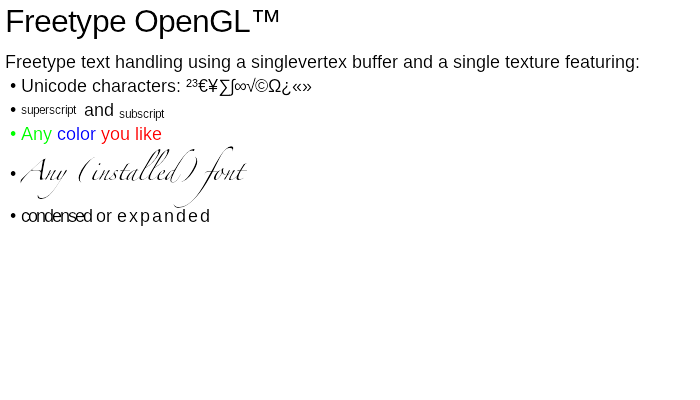 Freetype OpenGL™
Freetype text handling using a singlevertex buffer and a single texture featuring:
• Unicode characters: ²³€¥∑∫∞√©Ω¿«»
• superscript and subscript
• Any color you like
• Any (installed) font
• condensed or expanded